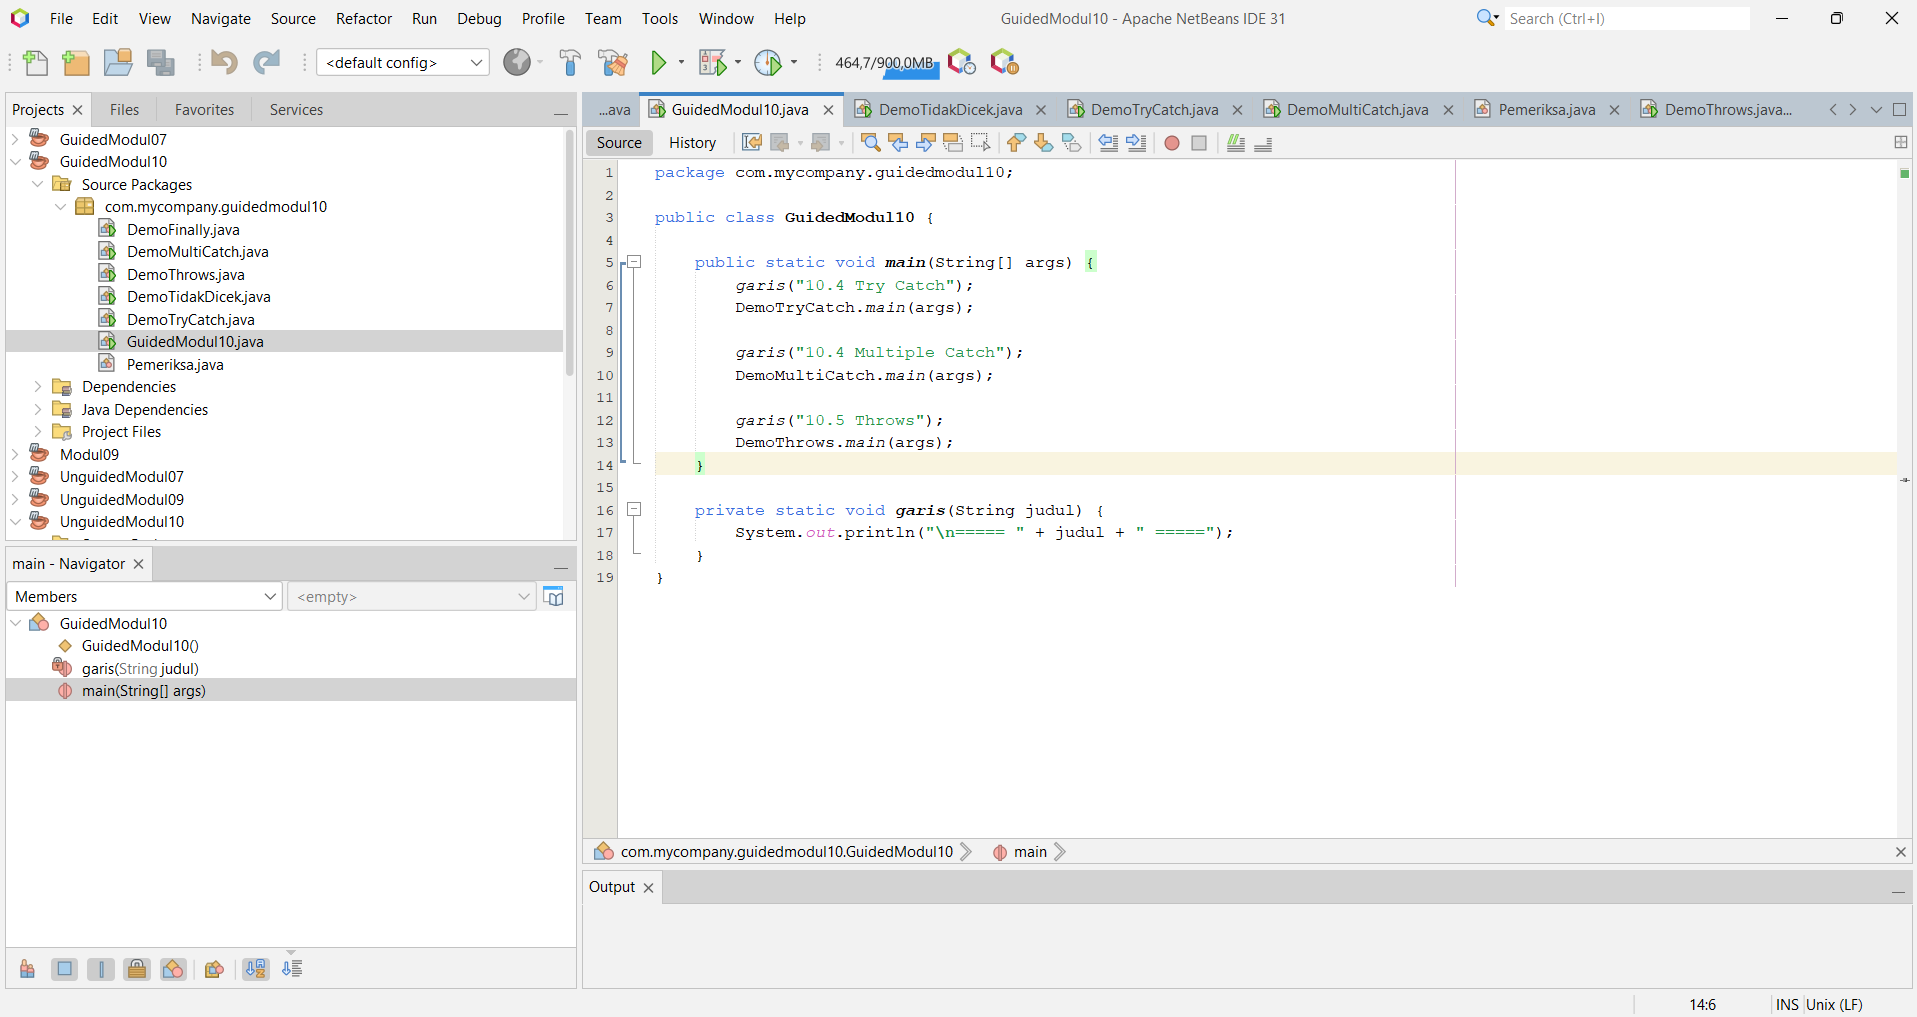 File Edit View Navigate Source Refactor Run Debug Profile Team Tools Window Help
GuidedModul10 - Apache NetBeans IDE 31
Search (Ctrl+I)
<default config>
464,7/900,0MB
Projects Files Favorites Services
GuidedModul07
GuidedModul10
Source Packages
com.mycompany.guidedmodul10
DemoFinally.java
DemoMultiCatch.java
DemoThrows.java
DemoTidakDicek.java
DemoTryCatch.java
GuidedModul10.java
Pemeriksa.java
Dependencies
Java Dependencies
Project Files
Modul09
UnguidedModul07
UnguidedModul09
UnguidedModul10
main - Navigator
Members
<empty>
GuidedModul10
GuidedModul10()
garis(String judul)
main(String[] args)
...ava GuidedModul10.java DemoTidakDicek.java DemoTryCatch.java DemoMultiCatch.java Pemeriksa.java DemoThrows.java...
Source History
1 package com.mycompany.guidedmodul10;
2
3 public class GuidedModul10 {
4
5 public static void main(String[] args) {
6 garis("10.4 Try Catch");
7 DemoTryCatch.main(args);
8
9 garis("10.4 Multiple Catch");
10 DemoMultiCatch.main(args);
11
12 garis("10.5 Throws");
13 DemoThrows.main(args);
14 }
15
16 private static void garis(String judul) {
17 System.out.println("\n===== " + judul + " =====");
18 }
19 }
com.mycompany.guidedmodul10.GuidedModul10 main
Output
14:6 INS Unix (LF)